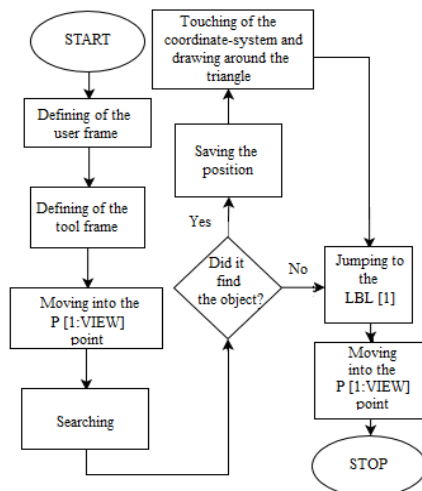 START
Defining of the
user frame
Defining of the
tool frame
Moving into the
P [1:VIEW]
point
Searching
Did it
find
the object?
Yes
Saving the
position
Touching of the
coordinate-system and
drawing around the
triangle
No
Jumping to
the
LBL [1]
Moving
into the
P [1:VIEW]
point
STOP